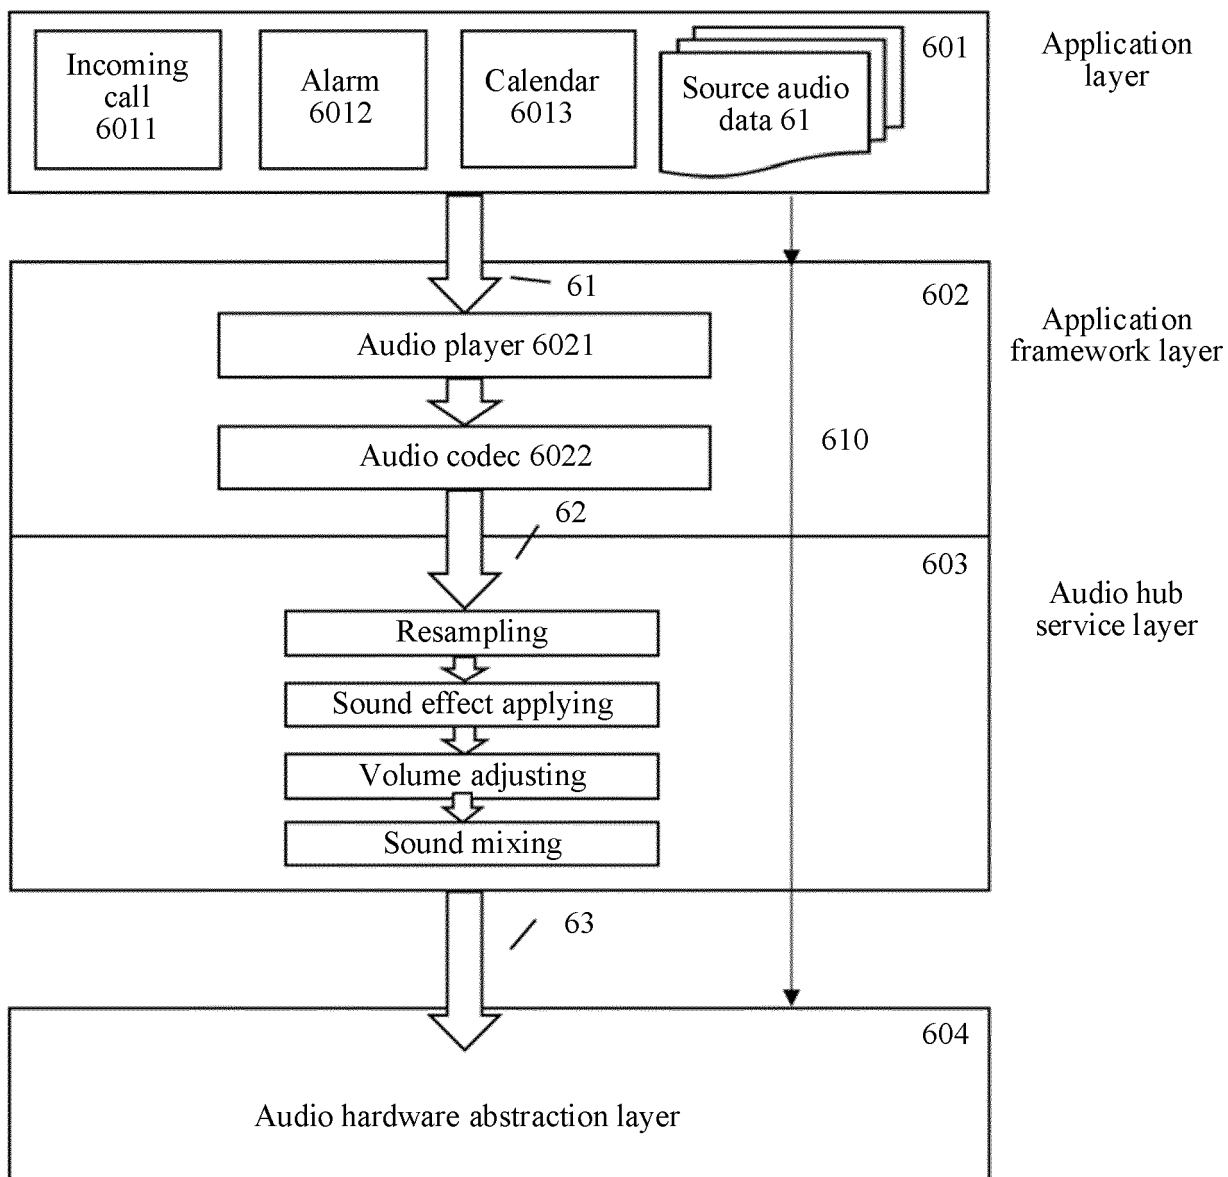 Incoming
call
6011
Alarm
6012
Calendar
6013
Source audio
data 61
601
Application
layer
61
602
Audio player 6021
Application
framework layer
Audio codec 6022
610
62
603
Audio hub
service layer
Resampling
Sound effect applying
Volume adjusting
Sound mixing
63
604
Audio hardware abstraction layer